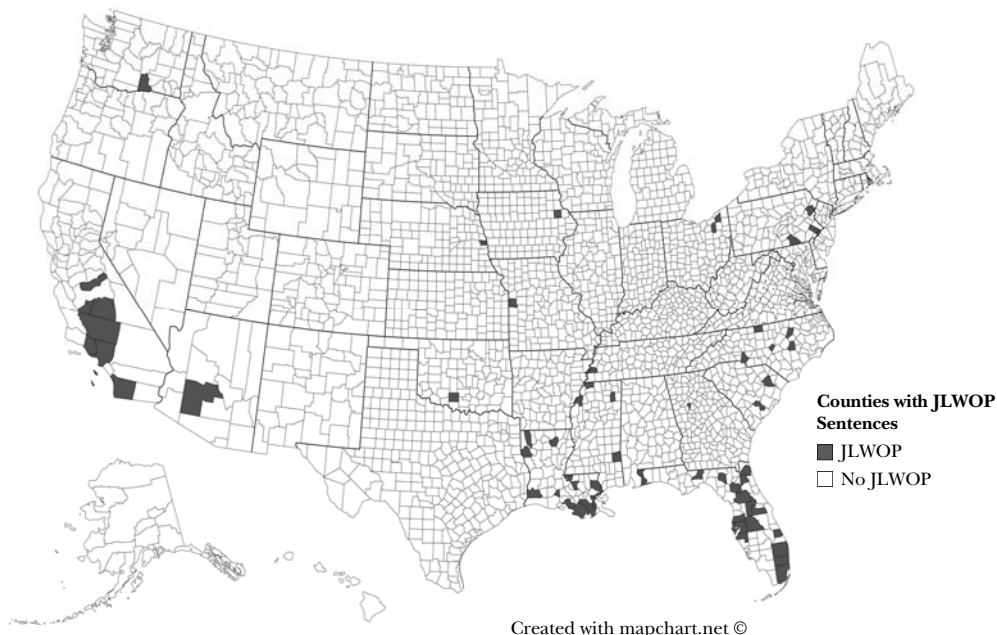 Counties with JLWOP
Sentences
JLWOP
No JLWOP
Created with mapchart.net ©